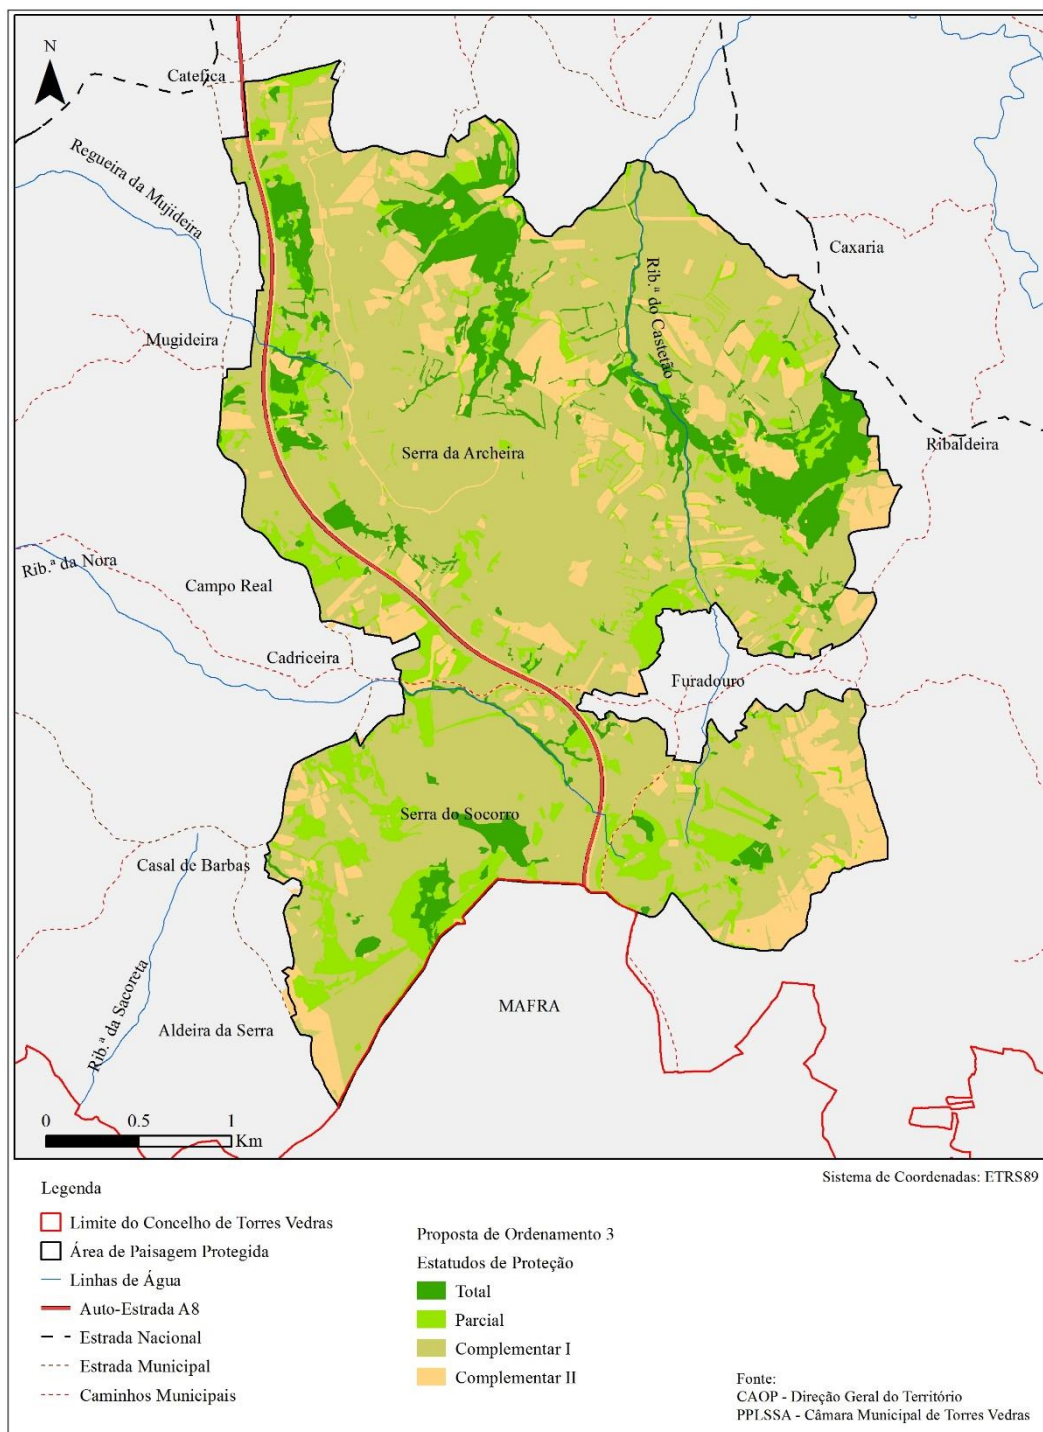 N
Catefica
Regueira da Mujideira
Caxaria
Rib.ª do Castetão
Mugideira
Serra da Archeira
Ribaldeira
Rib.ª da Nora
Campo Real
Cadriceira
Furadouro
Serra do Socorro
Casal de Barbas
Rib.ª da Sacoreta
Aldeira da Serra
MAFRA
0 0.5 1
Km
Sistema de Coordenadas: ETRS89
Legenda
Limite do Concelho de Torres Vedras
Área de Paisagem Protegida
Linhas de Água
Auto-Estrada A8
Estrada Nacional
Estrada Municipal
Caminhos Municipais
Proposta de Ordenamento 3
Estatudos de Proteção
Total
Parcial
Complementar I
Complementar II
Fonte:
CAOP - Direção Geral do Território
PPLSSA - Câmara Municipal de Torres Vedras